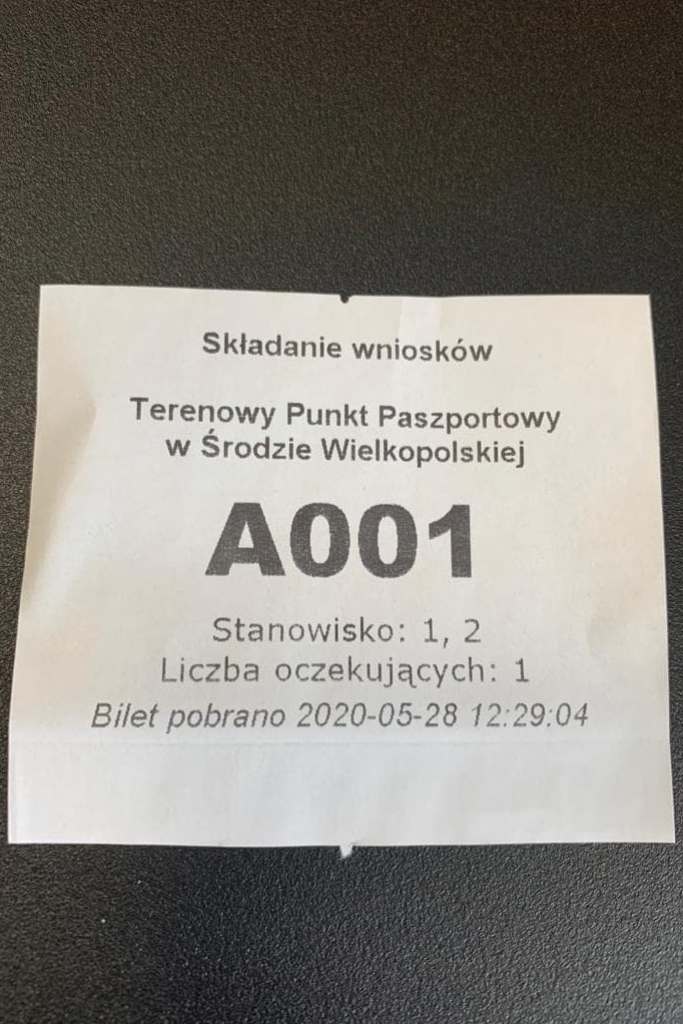 Składanie wniosków
Terenowy Punkt Paszportowy
w Środzie Wielkopolskiej
A001
Stanowisko: 1, 2
Liczba oczekujących: 1
Bilet pobrano 2020-05-28 12:29:04